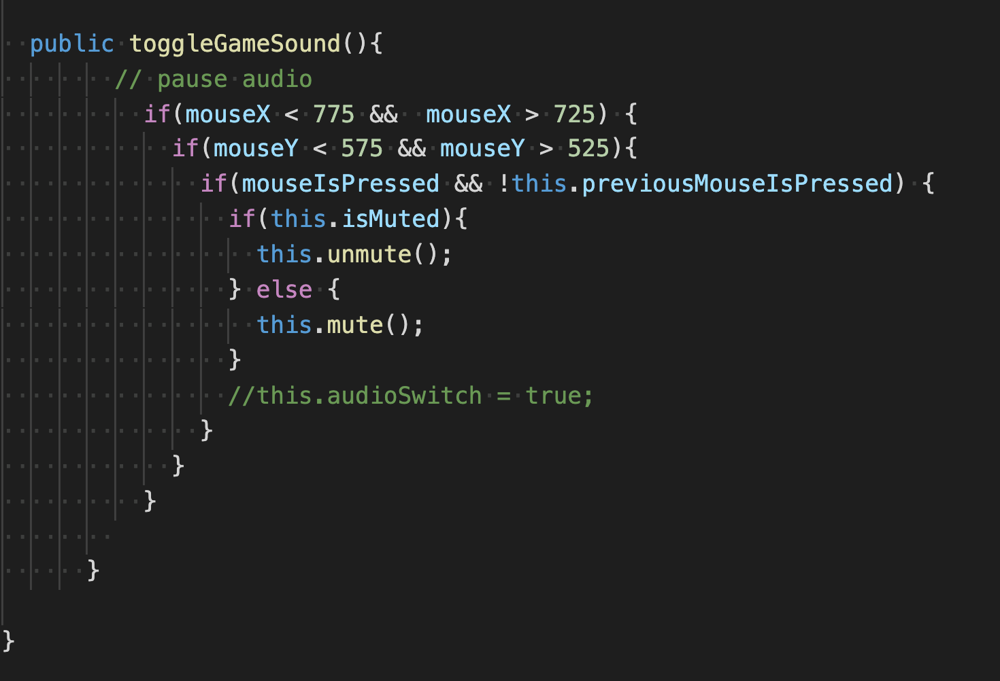 public toggleGameSound(){
// pause audio
if(mouseX < 775 &&  mouseX > 725) {
if(mouseY < 575 && mouseY > 525){
if(mouseIsPressed && !this.previousMouseIsPressed) {
if(this.isMuted){
this.unmute();
} else {
this.mute();
}
//this.audioSwitch = true;
}
}
}
}
}